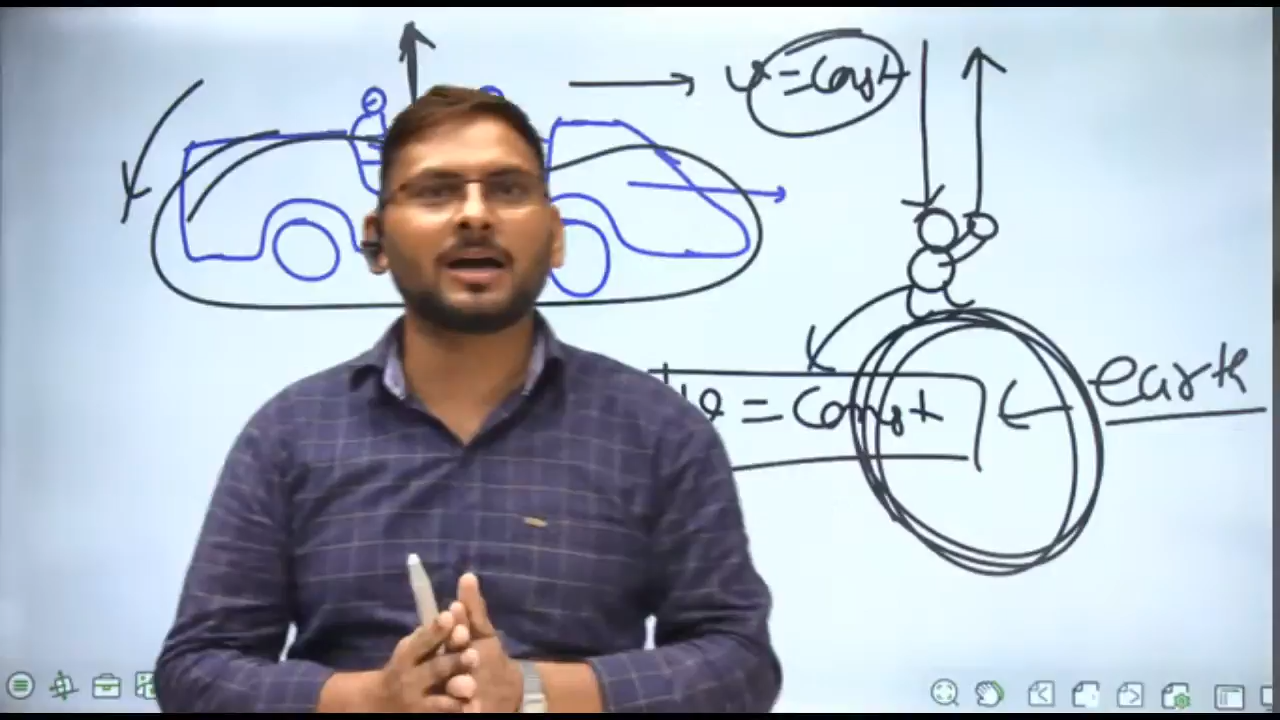 v = Const
v = Const
earth